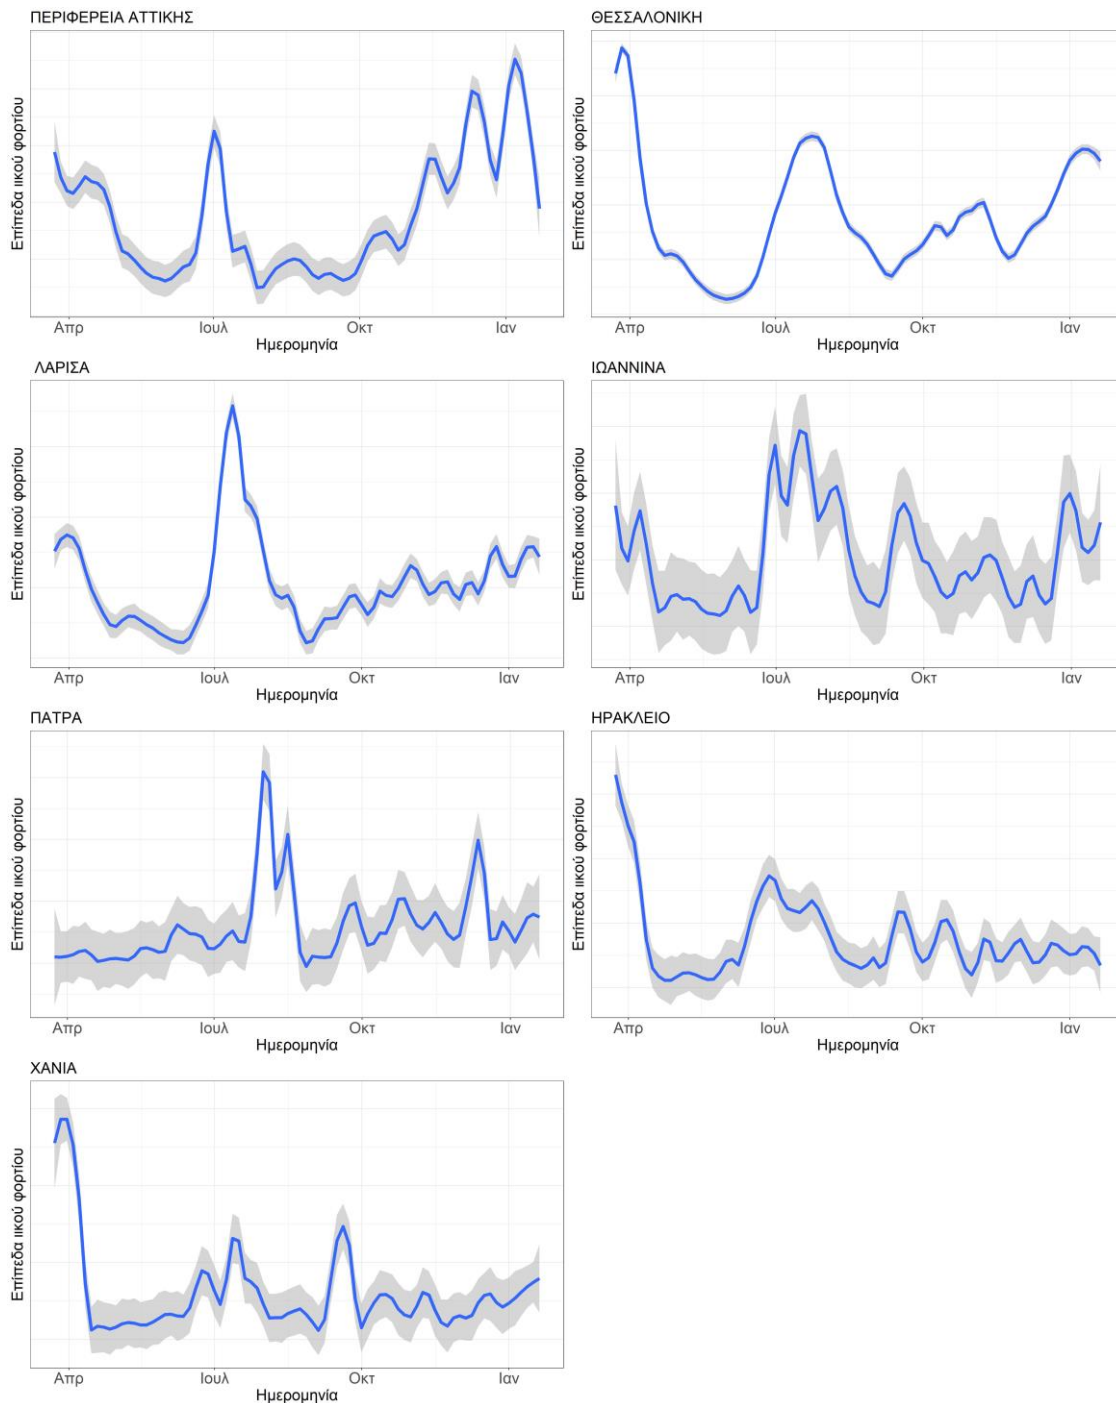 ΠΕΡΙΦΕΡΕΙΑ ΑΤΤΙΚΗΣ
Επίπεδα ιικού φορτίου
Απρ Ιουλ Οκτ Ιαν
Ημερομηνία
ΘΕΣΣΑΛΟΝΙΚΗ
Επίπεδα ιικού φορτίου
Απρ Ιουλ Οκτ Ιαν
Ημερομηνία
ΛΑΡΙΣΑ
Επίπεδα ιικού φορτίου
Απρ Ιουλ Οκτ Ιαν
Ημερομηνία
ΙΩΑΝΝΙΝΑ
Επίπεδα ιικού φορτίου
Απρ Ιουλ Οκτ Ιαν
Ημερομηνία
ΠΑΤΡΑ
Επίπεδα ιικού φορτίου
Απρ Ιουλ Οκτ Ιαν
Ημερομηνία
ΗΡΑΚΛΕΙΟ
Επίπεδα ιικού φορτίου
Απρ Ιουλ Οκτ Ιαν
Ημερομηνία
ΧΑΝΙΑ
Επίπεδα ιικού φορτίου
Απρ Ιουλ Οκτ Ιαν
Ημερομηνία